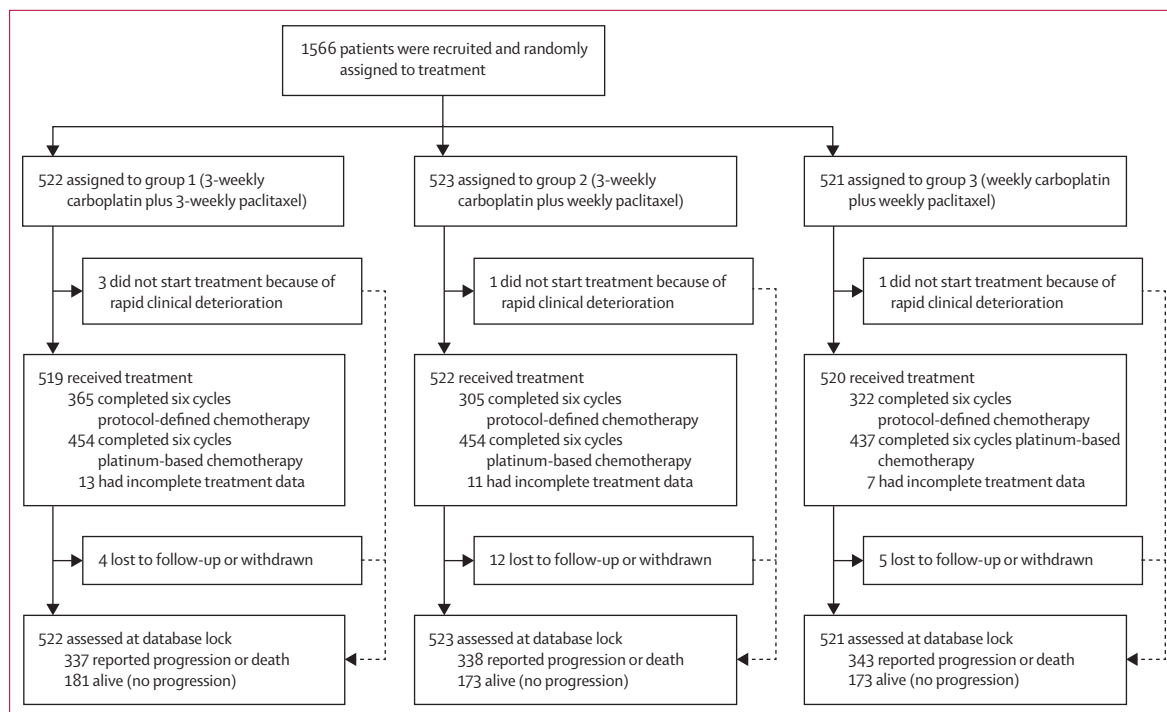 1566 patients were recruited and randomly
assigned to treatment
522 assigned to group 1 (3-weekly
carboplatin plus 3-weekly paclitaxel)
523 assigned to group 2 (3-weekly
carboplatin plus weekly paclitaxel)
521 assigned to group 3 (weekly carboplatin
plus weekly paclitaxel)
3 did not start treatment because of
rapid clinical deterioration
1 did not start treatment because of
rapid clinical deterioration
1 did not start treatment because of
rapid clinical deterioration
519 received treatment
365 completed six cycles
protocol-defined chemotherapy
454 completed six cycles
platinum-based chemotherapy
13 had incomplete treatment data
522 received treatment
305 completed six cycles
protocol-defined chemotherapy
454 completed six cycles
platinum-based chemotherapy
11 had incomplete treatment data
520 received treatment
322 completed six cycles
protocol-defined chemotherapy
437 completed six cycles platinum-based
chemotherapy
7 had incomplete treatment data
4 lost to follow-up or withdrawn
12 lost to follow-up or withdrawn
5 lost to follow-up or withdrawn
522 assessed at database lock
337 reported progression or death
181 alive (no progression)
523 assessed at database lock
338 reported progression or death
173 alive (no progression)
521 assessed at database lock
343 reported progression or death
173 alive (no progression)